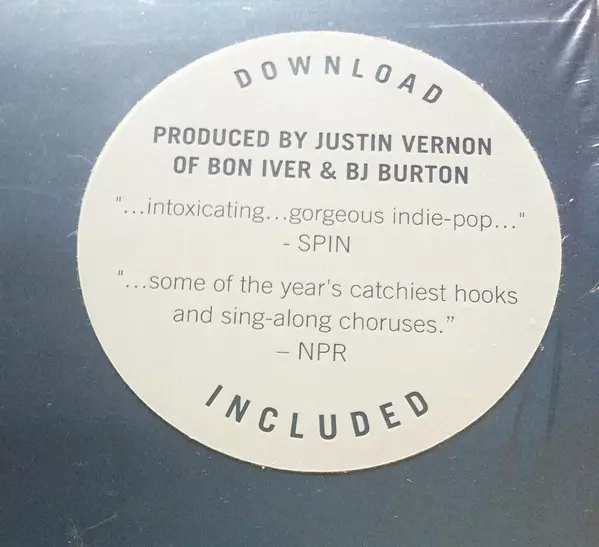 DOWNLOAD
PRODUCED BY JUSTIN VERNON
OF BON IVER & BJ BURTON
"...intoxicating...gorgeous indie-pop..."
- SPIN
"...some of the year's catchiest hooks
and sing-along choruses.”
– NPR
INCLUDED